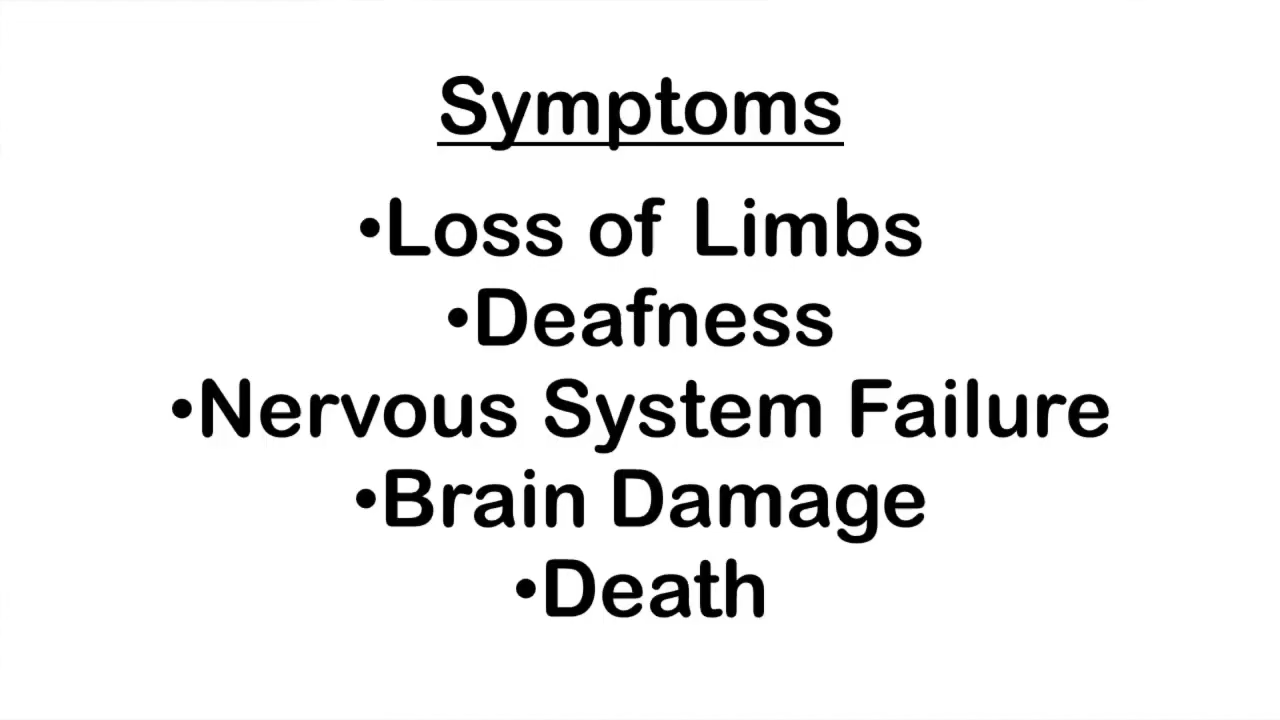 Symptoms
•Loss of Limbs
•Deafness
•Nervous System Failure
•Brain Damage
•Death